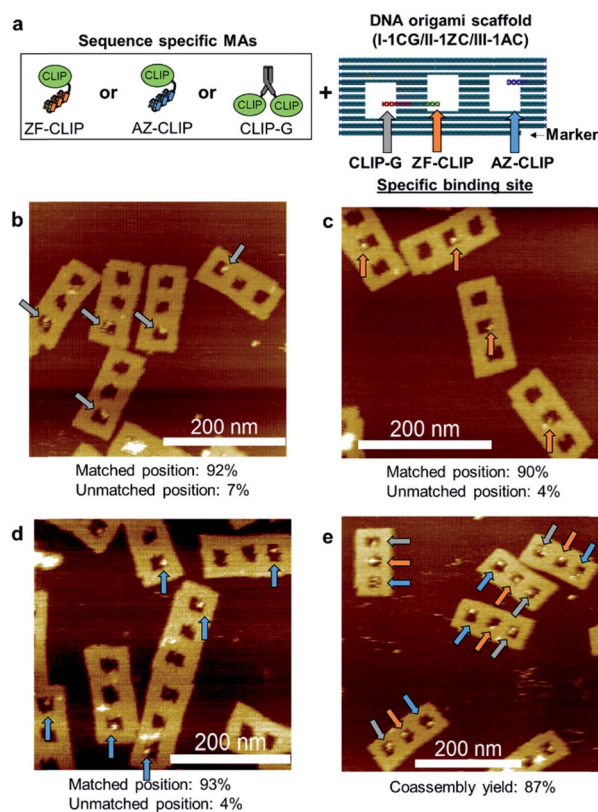 a
Sequence specific MAs
CLIP
ZF-CLIP
or
CLIP
AZ-CLIP
or
CLIP CLIP
CLIP-G
+
DNA origami scaffold
(I-1CG/II-1ZC/III-1AC)
Marker
CLIP-G ZF-CLIP AZ-CLIP
Specific binding site
b
200 nm
Matched position: 92%
Unmatched position: 7%
c
200 nm
Matched position: 90%
Unmatched position: 4%
d
200 nm
Matched position: 93%
Unmatched position: 4%
e
200 nm
Coassembly yield: 87%